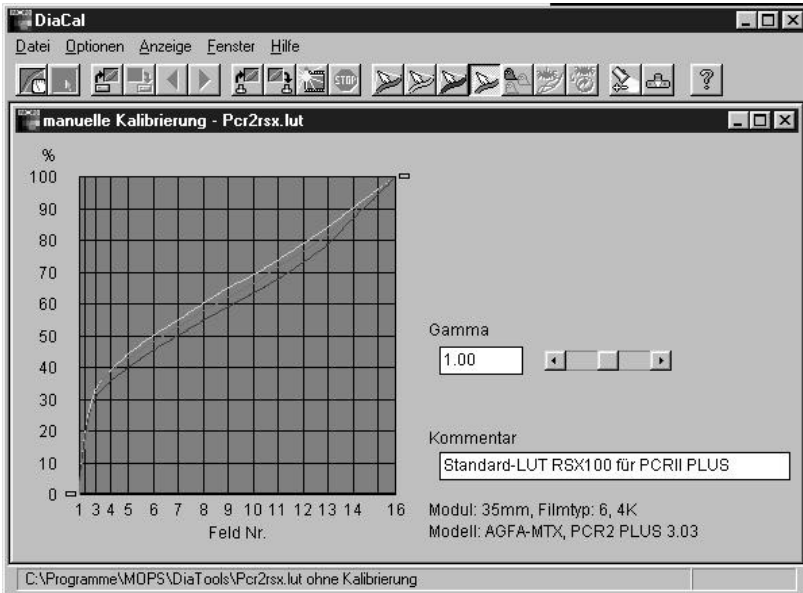 DiaCal
Datei Optionen Anzeige Fenster Hilfe
STOP
?
manuelle Kalibrierung - Pcr2rsx.lut
%
100
90
80
70
60
50
40
30
20
10
0
1 3 4 5 6 7 8 9 10 11 12 13 14 16
Feld Nr.
Gamma
1.00
Kommentar
Standard-LUT RSX100 für PCRII PLUS
Modul: 35mm, Filmtyp: 6, 4K
Modell: AGFA-MTX, PCR2 PLUS 3.03
C:\Programme\MOPS\DiaTools\Pcr2rsx.lut ohne Kalibrierung